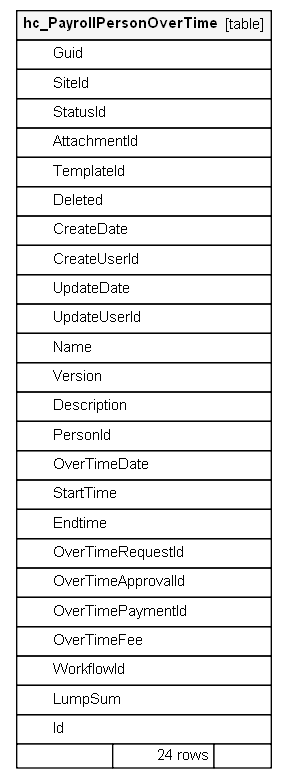 hc_PayrollPersonOverTime [table]
Guid
SiteId
StatusId
AttachmentId
TemplateId
Deleted
CreateDate
CreateUserId
UpdateDate
UpdateUserId
Name
Version
Description
PersonId
OverTimeDate
StartTime
Endtime
OverTimeRequestId
OverTimeApprovalId
OverTimePaymentId
OverTimeFee
WorkflowId
LumpSum
Id
24 rows